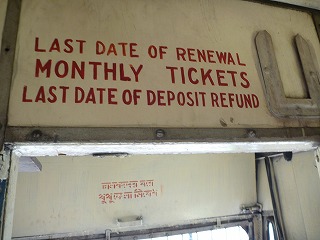 LAST DATE OF RENEWAL
MONTHLY TICKETS
LAST DATE OF DEPOSIT REFUND
থুথু ফেলা নিষেধ